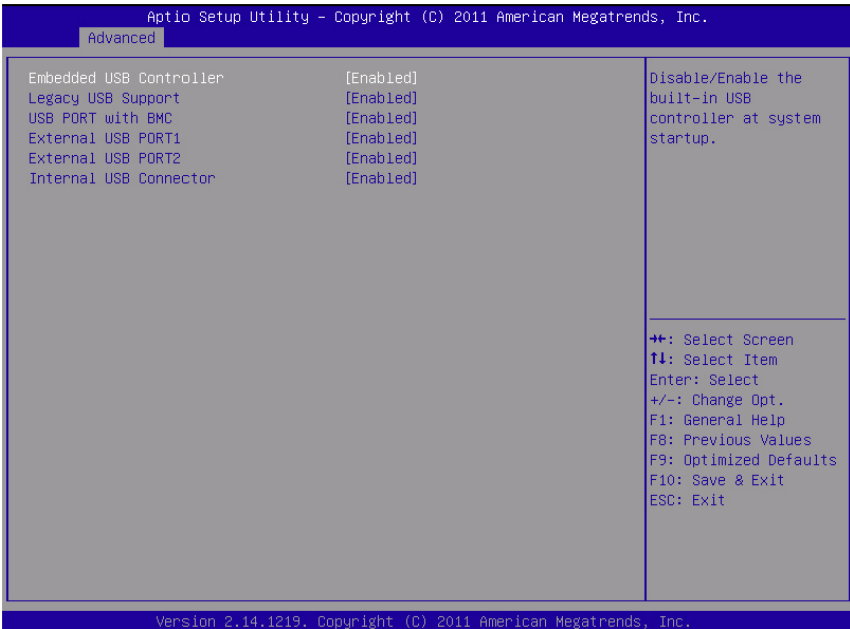 Aptio Setup Utility – Copyright (C) 2011 American Megatrends, Inc.
Advanced
Embedded USB Controller [Enabled]
Legacy USB Support [Enabled]
USB PORT with BMC [Enabled]
External USB PORT1 [Enabled]
External USB PORT2 [Enabled]
Internal USB Connector [Enabled]
Disable/Enable the
built-in USB
controller at system
startup.
→←: Select Screen
↑↓: Select Item
Enter: Select
+/-: Change Opt.
F1: General Help
F8: Previous Values
F9: Optimized Defaults
F10: Save & Exit
ESC: Exit
Version 2.14.1219. Copyright (C) 2011 American Megatrends, Inc.